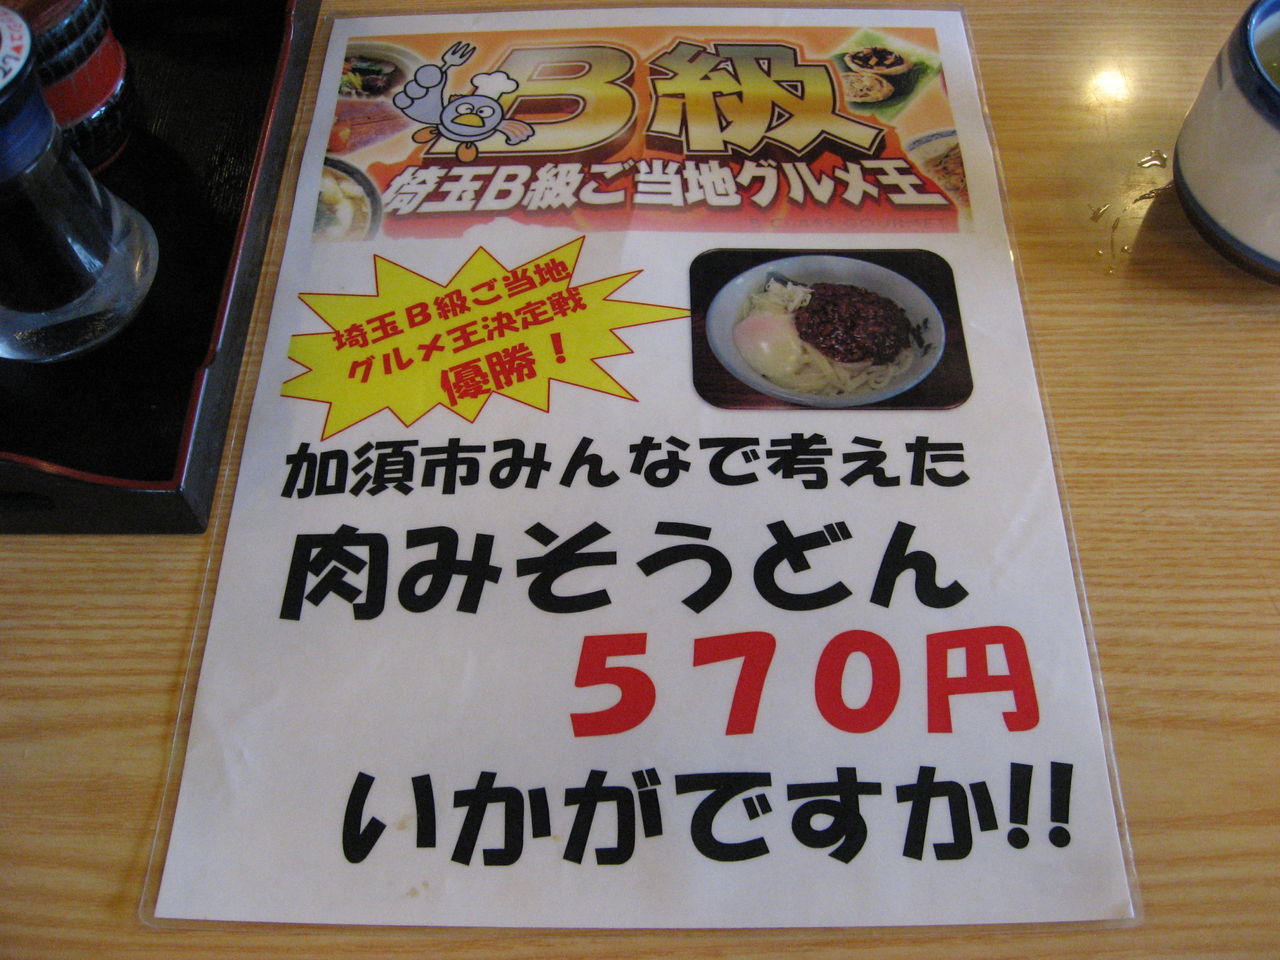 B級
埼玉B級ご当地グルメ王
埼玉B級ご当地
グルメ王決定戦
優勝！
加須市みんなで考えた
肉みそうどん
570円
いかがですか!!